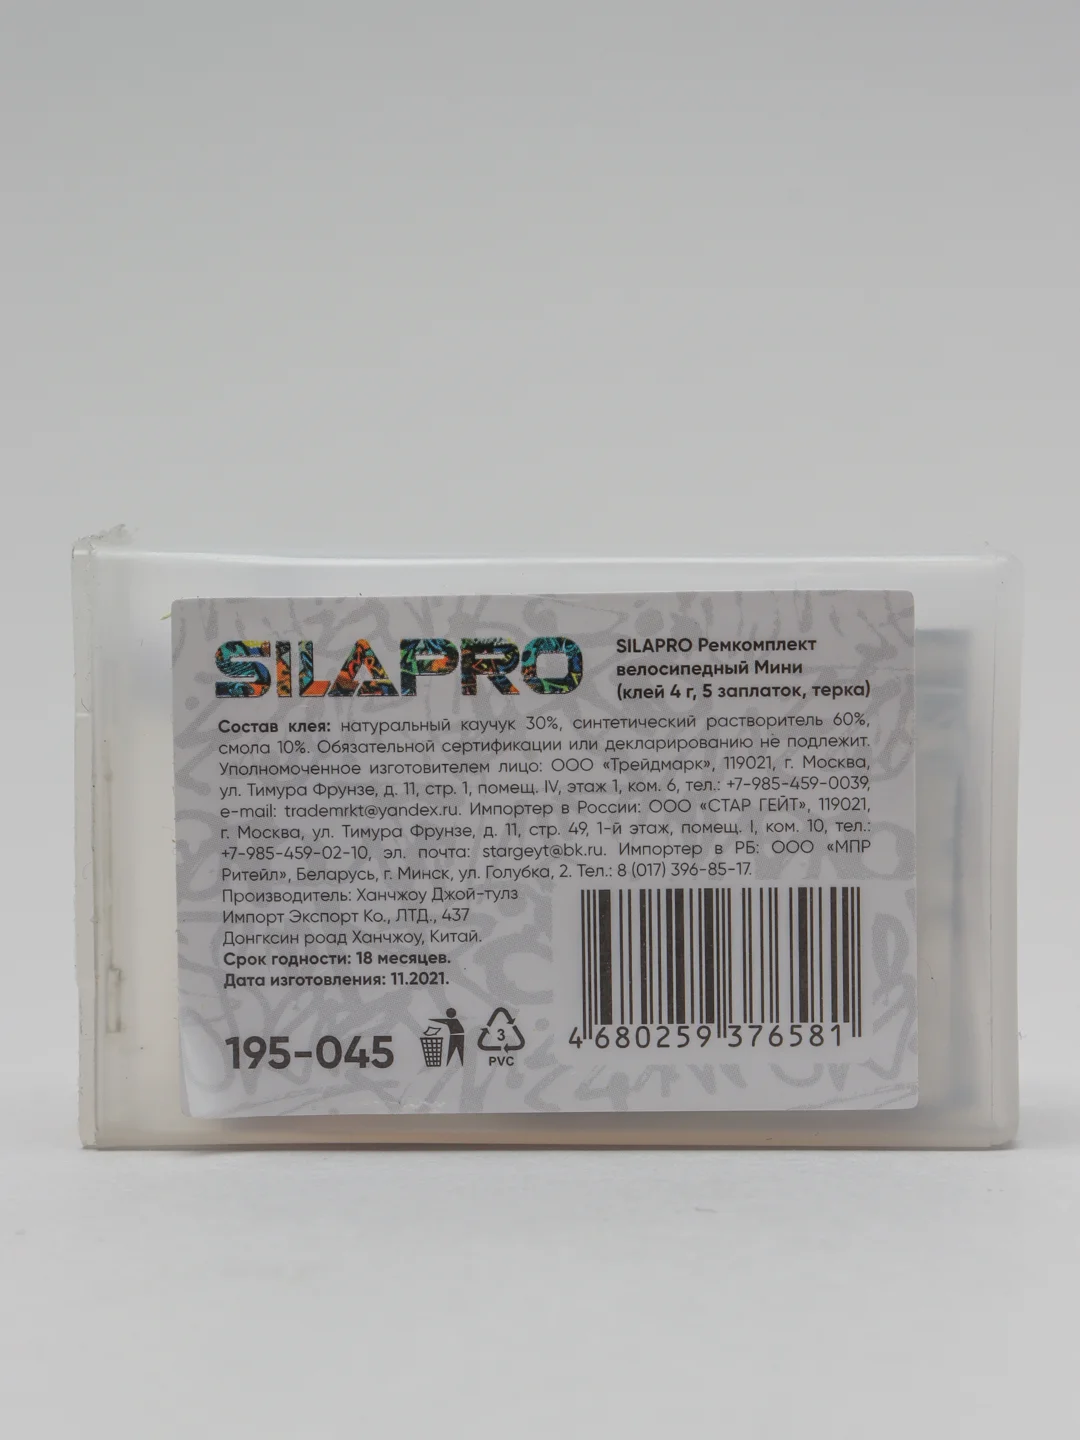 SILAPRO
SILAPRO Ремкомплект
велосипедный Мини
(клей 4 г, 5 заплаток, терка)
Состав клея: натуральный каучук 30%, синтетический растворитель 60%,
смола 10%. Обязательной сертификации или декларированию не подлежит.
Уполномоченное изготовителем лицо: ООО «Трейдмарк», 119021, г. Москва,
ул. Тимура Фрунзе, д. 11, стр. 1, помещ. IV, этаж 1, ком. 6, тел.: +7-985-459-0039,
e-mail: trademrkt@yandex.ru. Импортер в России: ООО «СТАР ГЕЙТ», 119021,
г. Москва, ул. Тимура Фрунзе, д. 11, стр. 49, 1-й этаж, помещ. I, ком. 10, тел.:
+7-985-459-02-10, эл. почта: stargeyt@bk.ru. Импортер в РБ: ООО «МПР
Ритейл», Беларусь, г. Минск, ул. Голубка, 2. Тел.: 8 (017) 396-85-17.
Производитель: Ханчжоу Джой-тулз
Импорт Экспорт Ко., ЛТД., 437
Донгксин роад Ханчжоу, Китай.
Срок годности: 18 месяцев.
Дата изготовления: 11.2021.
195-045
3
PVC
4 680259 376581